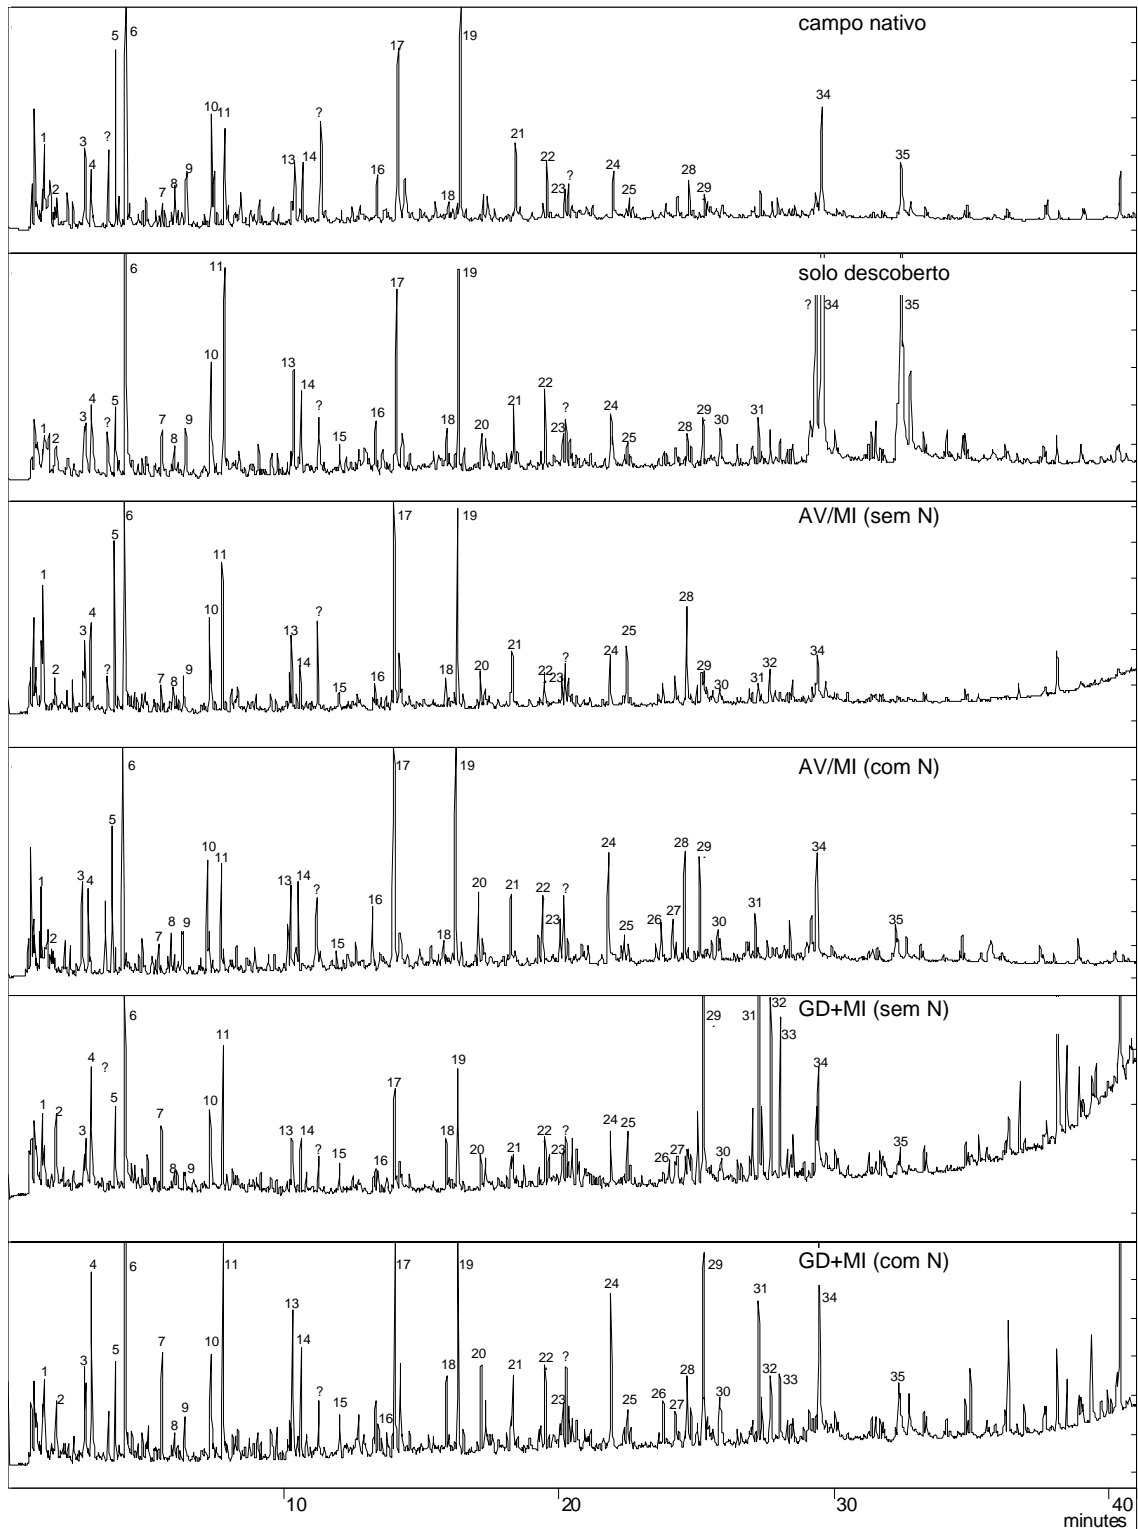 campo nativo
5 6 17 19
10 11 ? 34
1 3 4 ? 9 13 14 16 21 22 24 28 35
2 7 8 18 23 ? 25 29
solo descoberto
6 11 17 19
? 34 35
10 13 14 ? 22
1 2 3 4 ? 5 7 8 9 15 16 18 20 21 23 ? 24 25 28 29 30 31
AV/MI (sem N)
6 17 19
5 11
1 3 4 10 13 ? 28
2 ? 7 8 9 14 15 16 18 20 21 22 23 ? 24 25 29 30 31 32 34
AV/MI (com N)
6 17 19
5 10 11 24 28 29 34
1 3 4 13 14 ? 16 20 21 22 ?
2 7 8 9 15 18 23 25 26 27 30 31 35
GD+MI (sem N)
6 29 31 32 33
4 ? 11 19 34
1 2 5 7 10 17
3 8 9 13 14 ? 15 16 18 20 21 22 23 ? 24 25 26 27 30 35
GD+MI (com N)
4 6 11 17 19 29
13 24 31 34
1 3 5 7 10 14 18 20 21 22 ? 28 32 33 35
2 8 9 ? 15 16 23 25 26 27 30
10 20 30 40
minutes